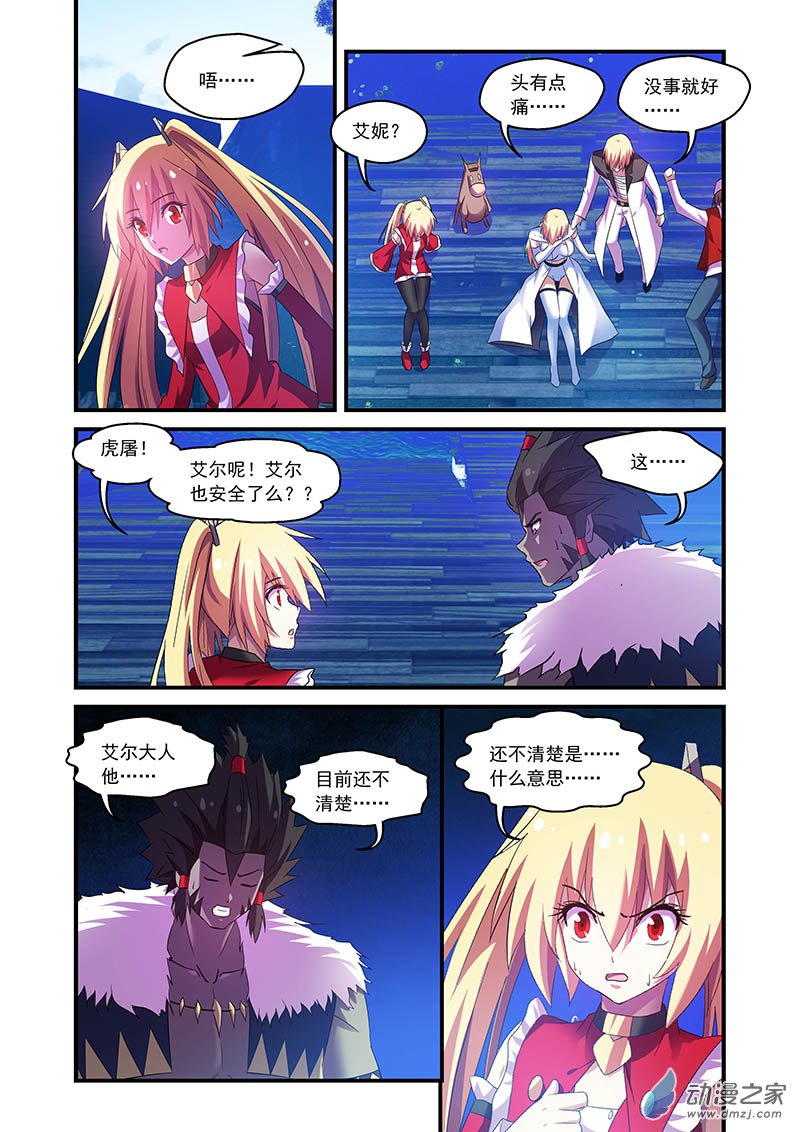 唔……
艾妮？
头有点
痛……
没事就好
……
虎屠！
艾尔呢！艾尔
也安全了么？？
这……
艾尔大人
他……
目前还不
清楚……
还不清楚是……
什么意思……
动漫之家
www.dmzj.com